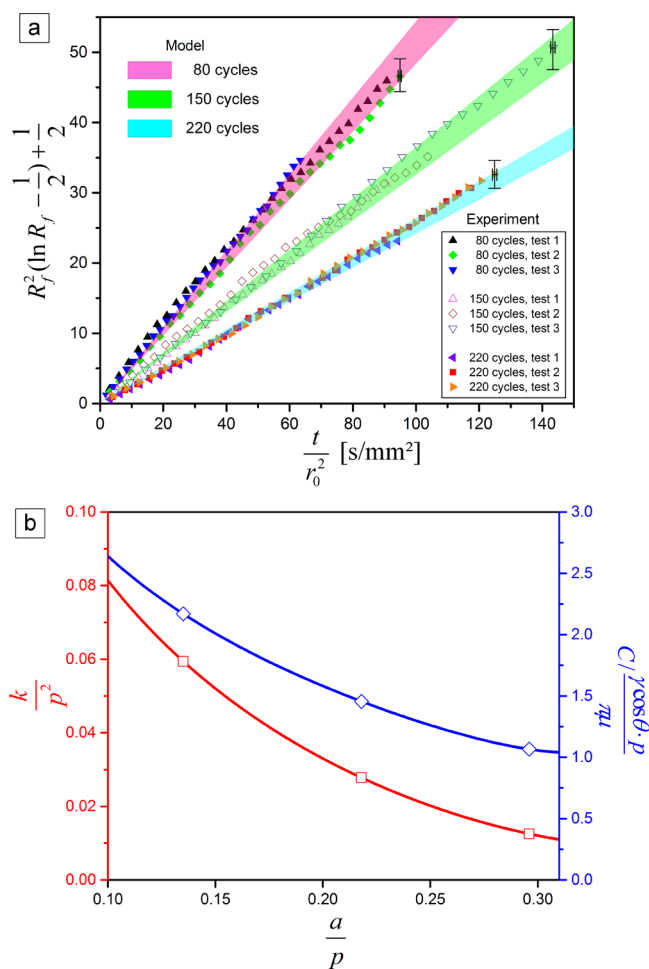 a
Model
80 cycles
150 cycles
220 cycles
R_f^2(ln R_f - 1/2) + 1/2
50
40
30
20
10
0
Experiment
80 cycles, test 1
80 cycles, test 2
80 cycles, test 3
150 cycles, test 1
150 cycles, test 2
150 cycles, test 3
220 cycles, test 1
220 cycles, test 2
220 cycles, test 3
0 20 40 60 80 100 120 140
t/r_0^2 [s/mm²]
b
0.10
0.08
0.06
0.04
0.02
0.00
k/p^2
3.0
2.5
2.0
1.5
1.0
0.5
0.0
C/ γcosθ·p/πμ
0.10 0.15 0.20 0.25 0.30
a/p